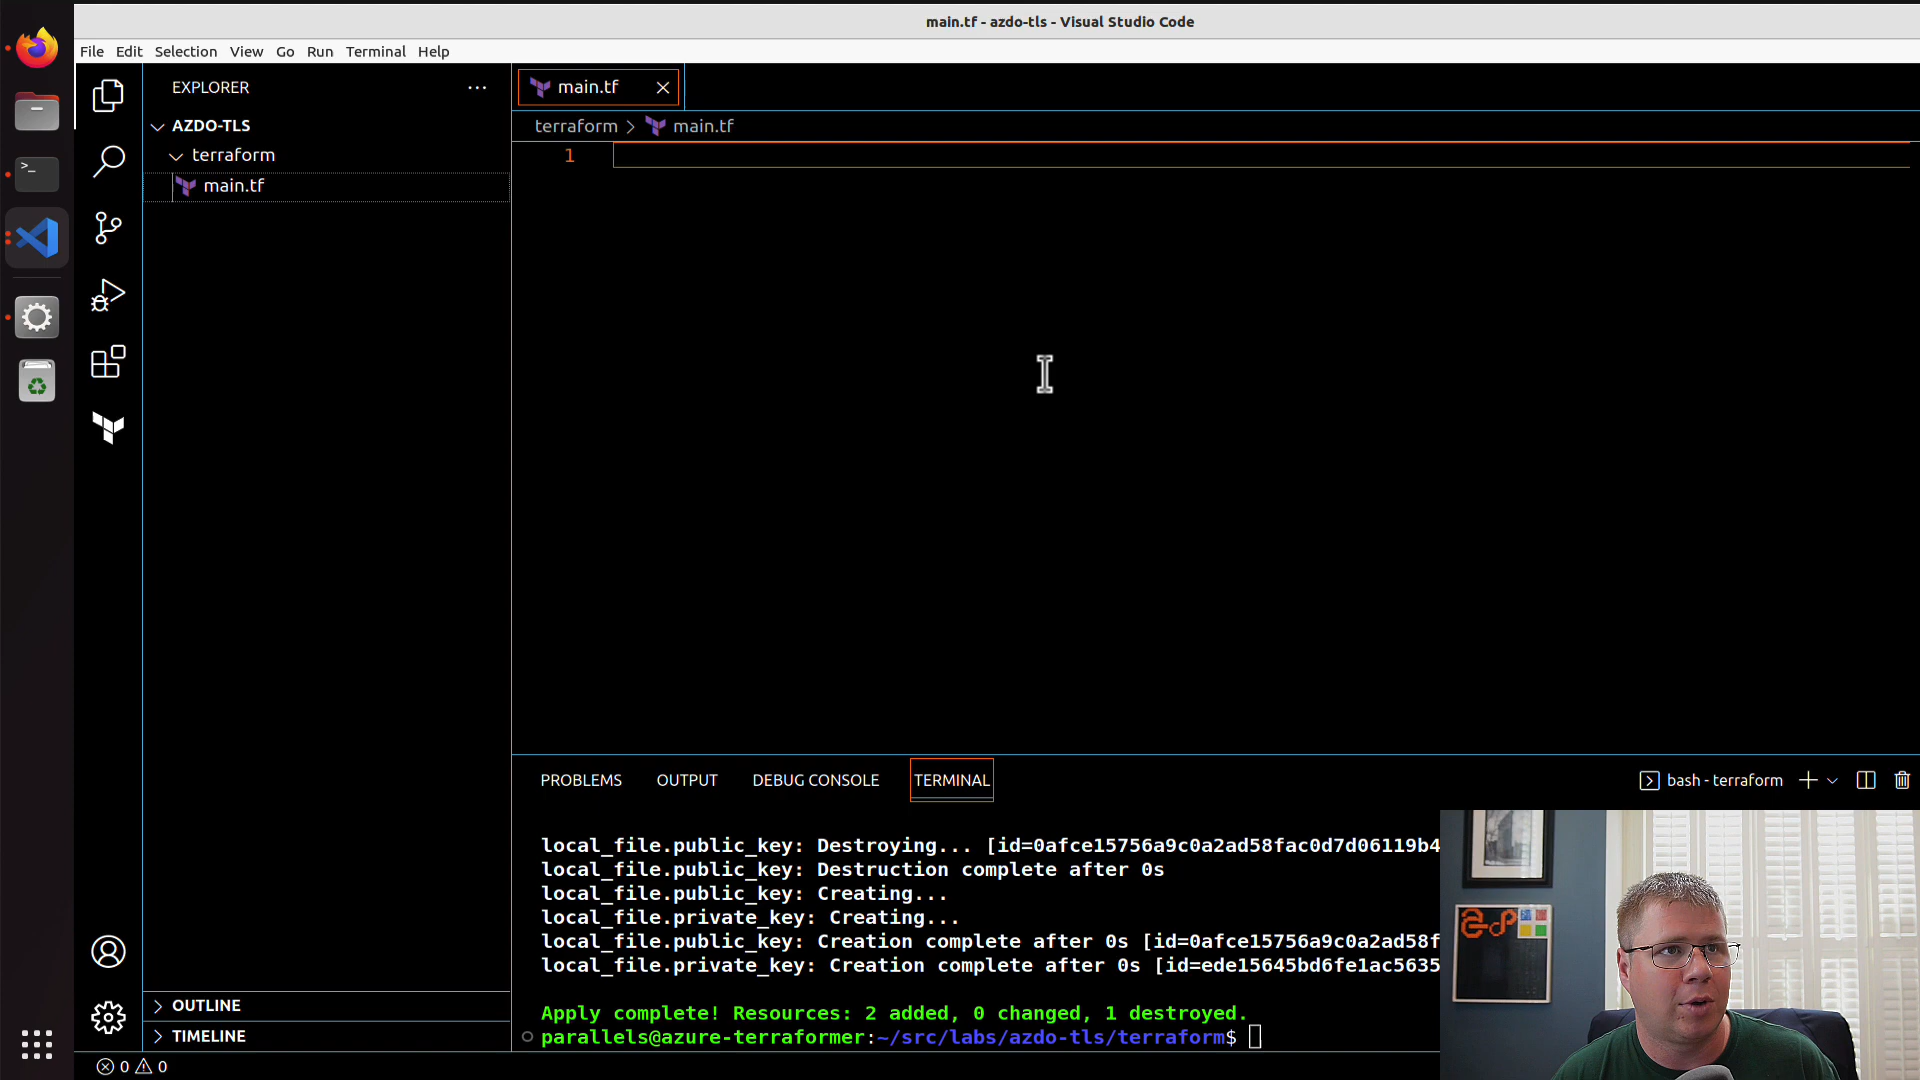 main.tf - azdo-tls - Visual Studio Code
File Edit Selection View Go Run Terminal Help
EXPLORER
AZDO-TLS
terraform
main.tf
main.tf
terraform > main.tf
1
PROBLEMS OUTPUT DEBUG CONSOLE TERMINAL
bash - terraform
local_file.public_key: Destroying... [id=0afce15756a9c0a2ad58fac0d7d06119b4
local_file.public_key: Destruction complete after 0s
local_file.public_key: Creating...
local_file.private_key: Creating...
local_file.public_key: Creation complete after 0s [id=0afce15756a9c0a2ad58f
local_file.private_key: Creation complete after 0s [id=ede15645bd6fe1ac5635
Apply complete! Resources: 2 added, 0 changed, 1 destroyed.
parallels@azure-terraformer:~/src/labs/azdo-tls/terraform$
OUTLINE
TIMELINE
0 0